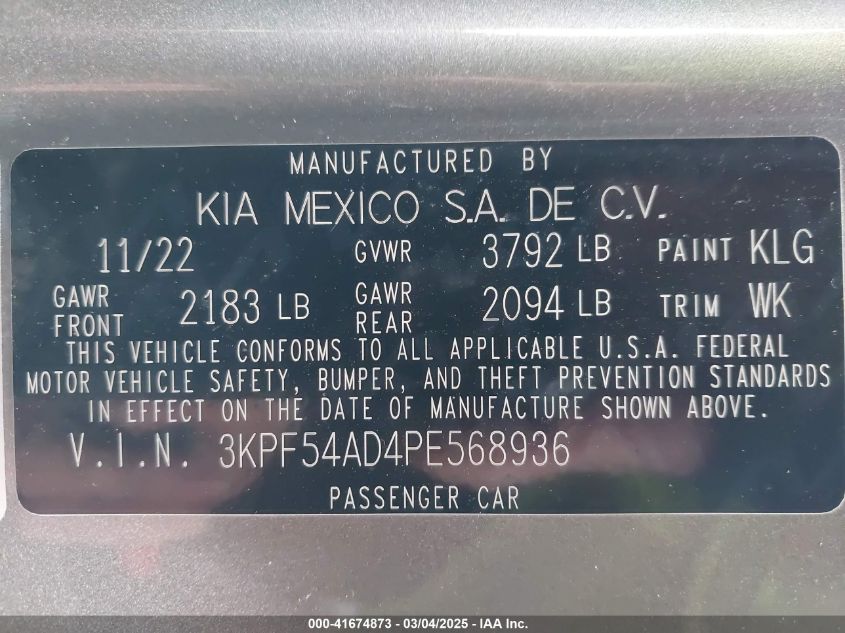 MANUFACTURED BY
KIA MEXICO S.A. DE C.V.
11/22 GVWR 3792 LB PAINT KLG
GAWR FRONT 2183 LB GAWR REAR 2094 LB TRIM WK
THIS VEHICLE CONFORMS TO ALL APPLICABLE U.S.A. FEDERAL
MOTOR VEHICLE SAFETY, BUMPER, AND THEFT PREVENTION STANDARDS
IN EFFECT ON THE DATE OF MANUFACTURE SHOWN ABOVE.
V.I.N. 3KPF54AD4PE568936
PASSENGER CAR
000-41674873 - 03/04/2025 - IAA Inc.